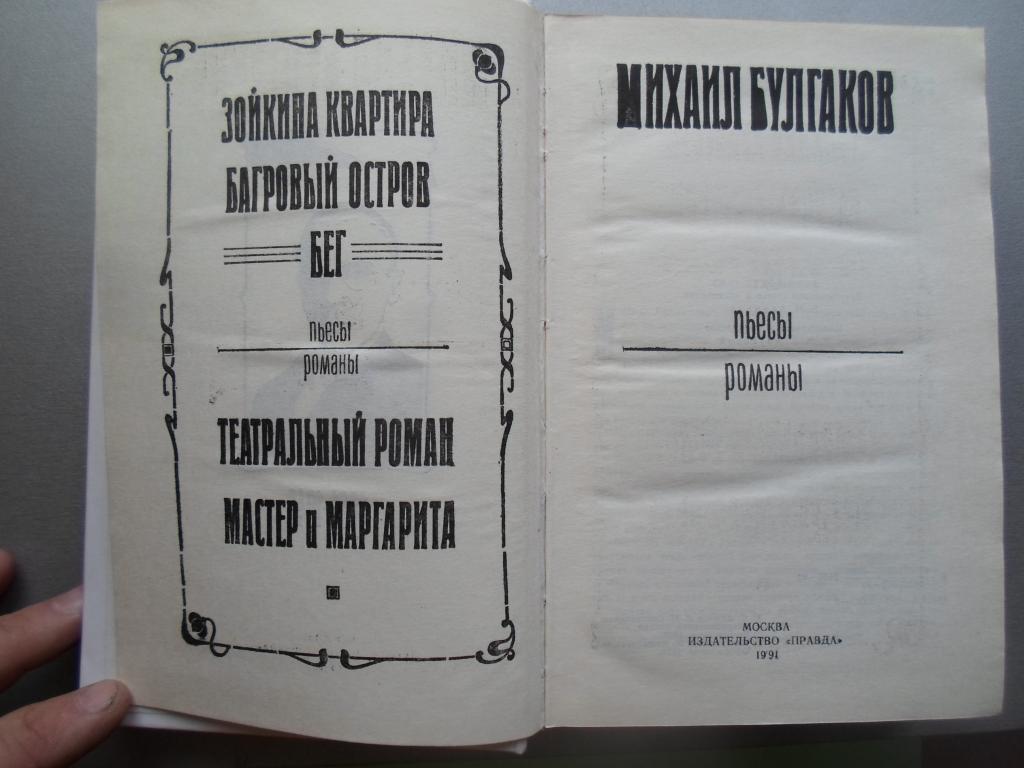 ЗОЙКИНА КВАРТИРА
БАГРОВЫЙ ОСТРОВ
БЕГ
пьесы
романы
ТЕАТРАЛЬНЫЙ РОМАН
МАСТЕР и МАРГАРИТА
МИХАИЛ БУЛГАКОВ
пьесы
романы
МОСКВА
ИЗДАТЕЛЬСТВО «ПРАВДА»
1991